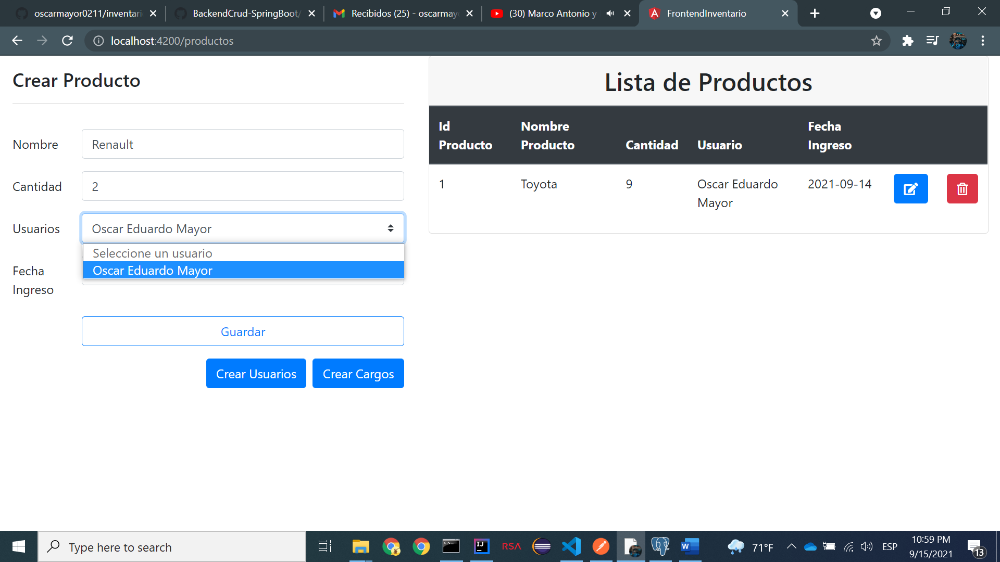 oscarmayor0211/inventari
BackendCrud-SpringBoot/
Recibidos (25) - oscarmayo
(30) Marco Antonio y
FrontendInventario
localhost:4200/productos
Crear Producto
Nombre
Renault
Cantidad
2
Usuarios
Oscar Eduardo Mayor
Seleccione un usuario
Oscar Eduardo Mayor
Fecha
Ingreso
Guardar
Crear Usuarios
Crear Cargos
Lista de Productos
Id
Producto
Nombre
Producto
Cantidad
Usuario
Fecha
Ingreso
1
Toyota
9
Oscar Eduardo
Mayor
2021-09-14
Type here to search
IJ
RSA
W
71°F
ESP
10:59 PM
9/15/2021
13